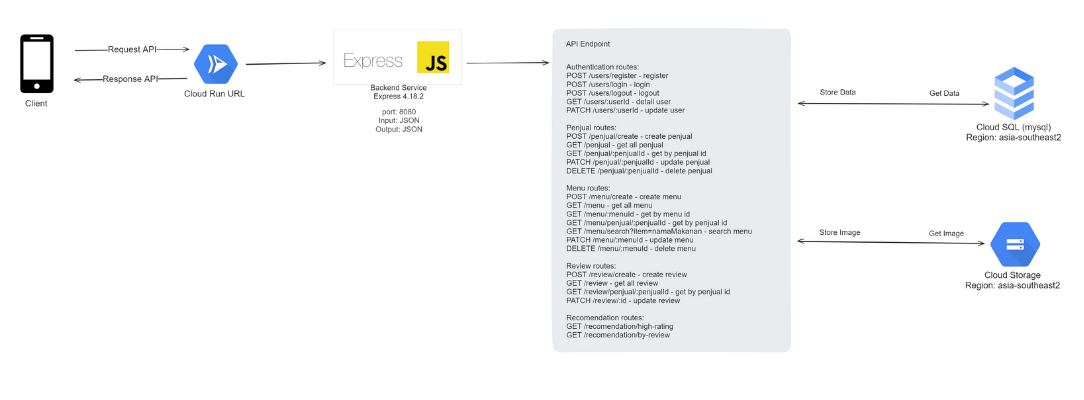 Request API
Response API
Client
Cloud Run URL
Express
JS
Backend Service
Express 4.18.2
port: 8080
Input: JSON
Output: JSON
API Endpoint
Authentication routes:
POST /users/register - register
POST /users/login - login
POST /users/logout - logout
GET /users/:userId - detail user
PATCH /users/:userId - update user
Penjual routes:
POST /penjual/create - create penjual
GET /penjual - get all penjual
GET /penjual/:penjualId - get by penjual id
PATCH /penjual/:penjualId - update penjual
DELETE /penjual/:penjualId - delete penjual
Menu routes:
POST /menu/create - create menu
GET /menu - get all menu
GET /menu/:menuId - get by menu id
GET /menu/penjual/:penjualId - get by penjual id
GET /menu/search?item=namaMakanan - search menu
PATCH /menu/:menuId - update menu
DELETE /menu/:menuId - delete menu
Review routes:
POST /review/create - create review
GET /review - get all review
GET /review/penjual/:penjualId - get by penjual id
PATCH /review/:id - update review
Recomendation routes:
GET /recomendation/high-rating
GET /recomendation/by-review
Store Data
Get Data
Cloud SQL (mysql)
Region: asia-southeast2
Store Image
Get Image
Cloud Storage
Region: asia-southeast2